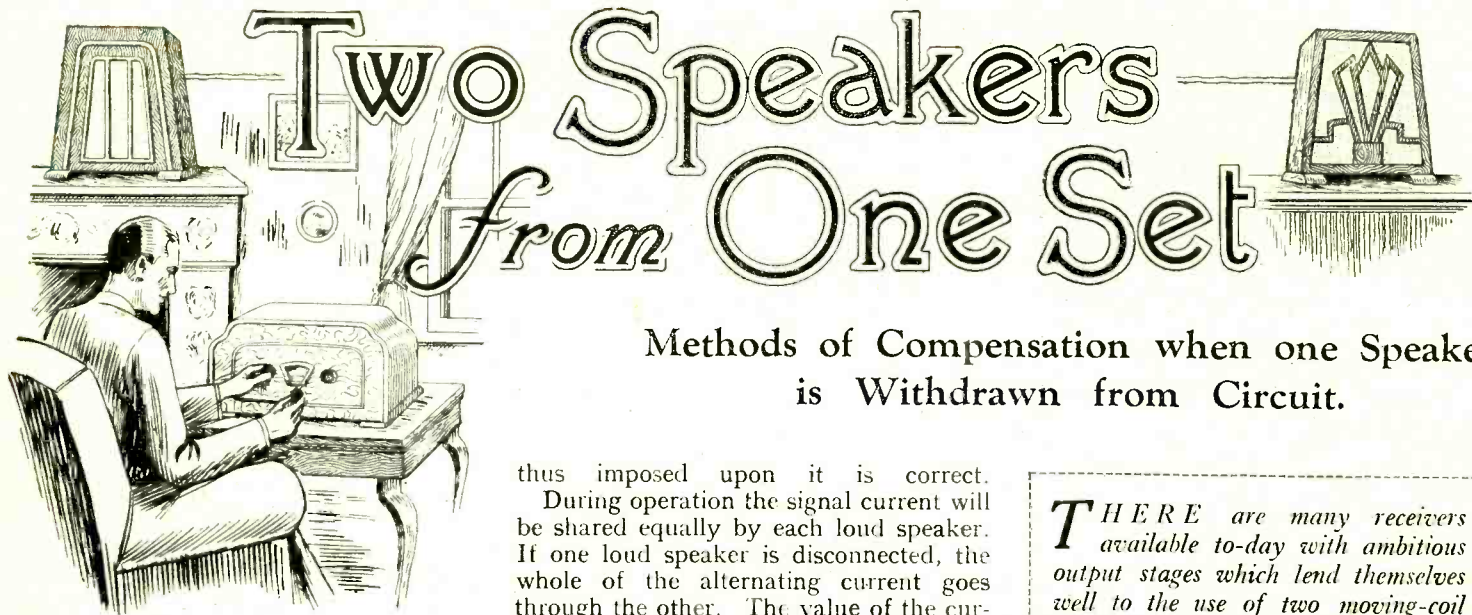 Two Speakers
from One Set
Methods of Compensation when one Speake
is Withdrawn from Circuit.
thus imposed upon it is correct.
During operation the signal current will
be shared equally by each loud speaker.
If one loud speaker is disconnected, the
whole of the alternating current goes
through the other. The value of the cur-
THERE are many receivers
available to-day with ambitious
output stages which lend themselves
well to the use of two moving-coil